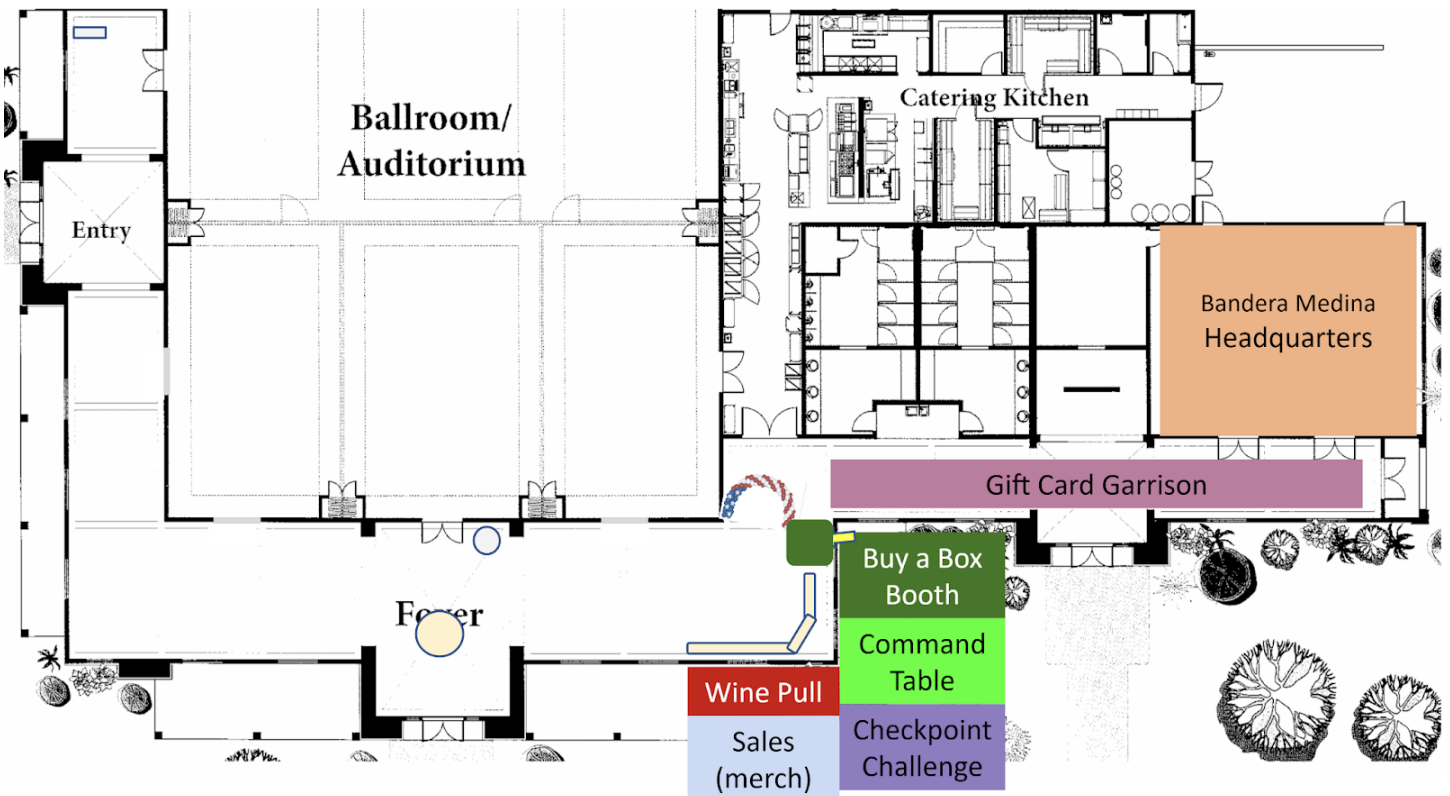 Ballroom/
Auditorium
Catering Kitchen
Entry
Bandera Medina
Headquarters
Gift Card Garrison
Foyer
Buy a Box
Booth
Command
Table
Wine Pull
Checkpoint
Challenge
Sales
(merch)